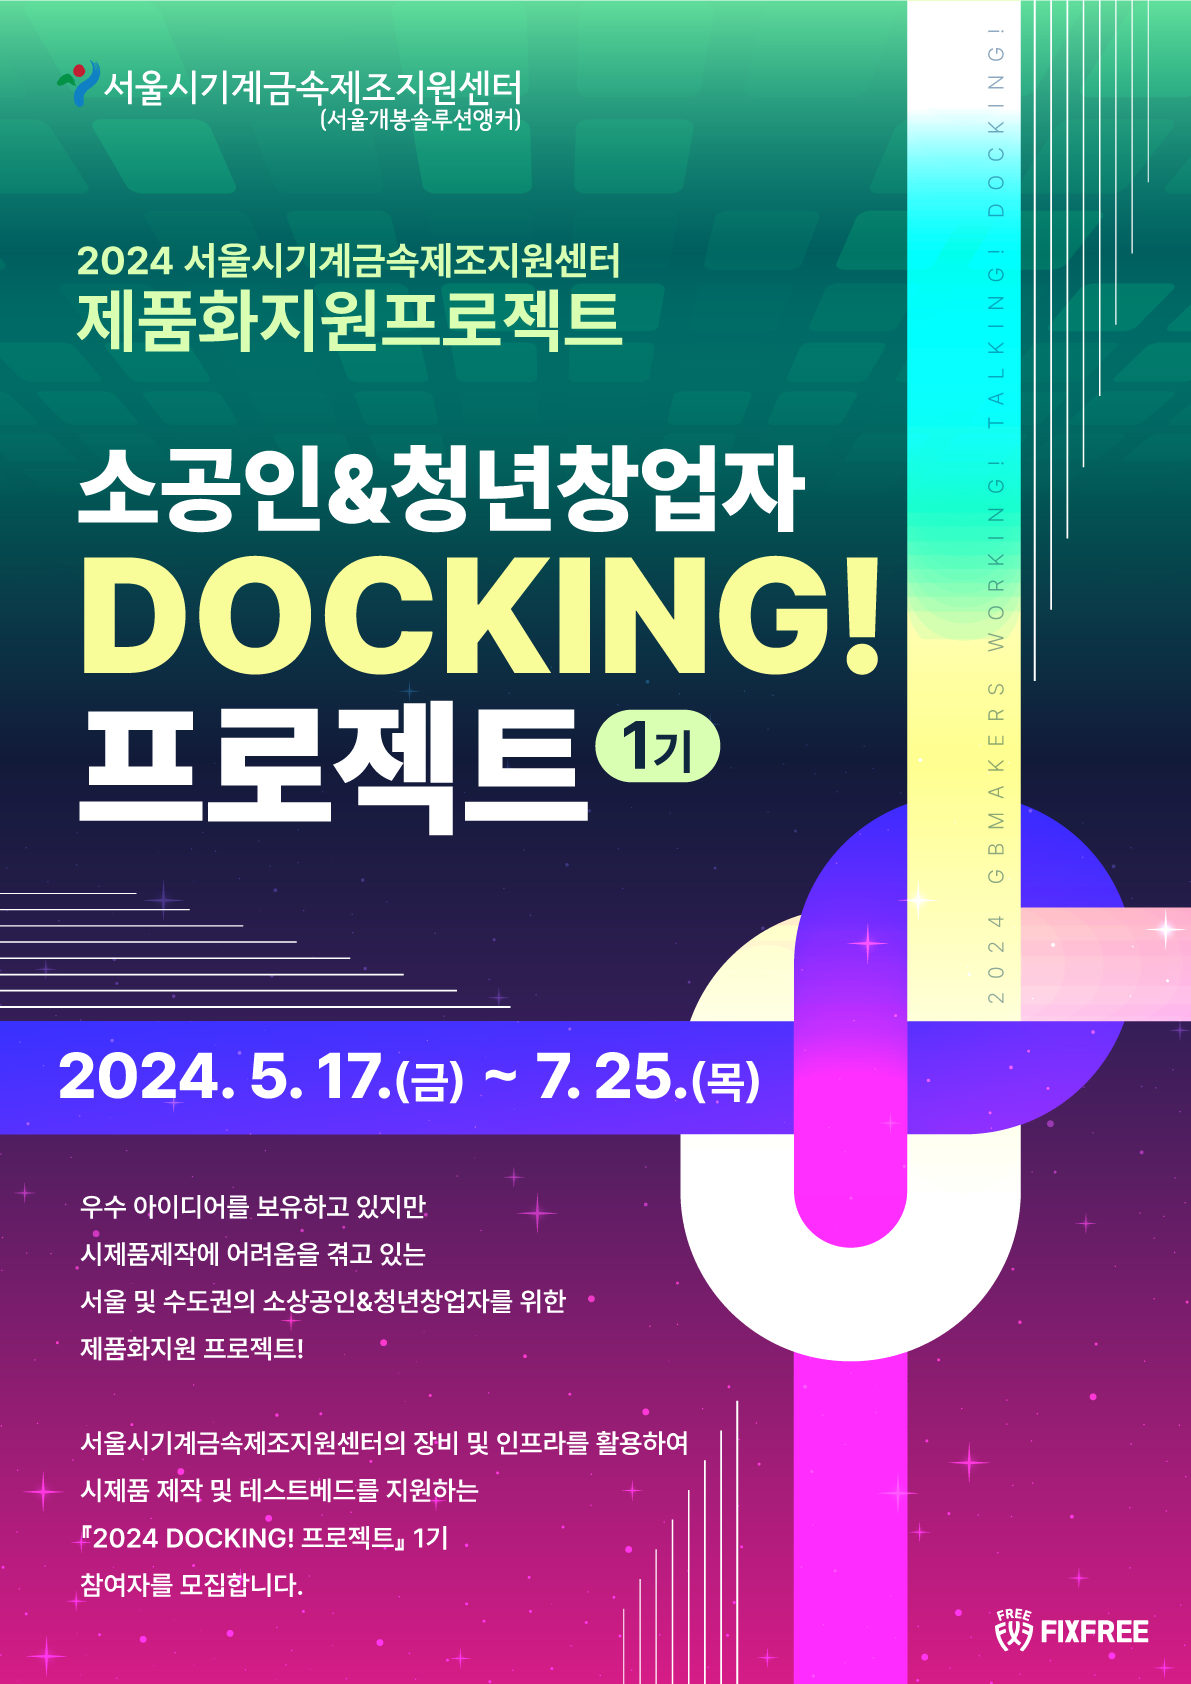 서울시기계금속제조지원센터
(서울개봉솔루션앵커)
2024 서울시기계금속제조지원센터
제품화지원프로젝트
소공인&청년창업자
DOCKING!
프로젝트 1기
2024 GBMAKERS WORKING! TALKING! DOCKING!
2024. 5. 17.(금) ~ 7. 25.(목)
우수 아이디어를 보유하고 있지만
시제품제작에 어려움을 겪고 있는
서울 및 수도권의 소상공인&청년창업자를 위한
제품화지원 프로젝트!
서울시기계금속제조지원센터의 장비 및 인프라를 활용하여
시제품 제작 및 테스트베드를 지원하는
『2024 DOCKING! 프로젝트』 1기
참여자를 모집합니다.
FREE
FIXFREE